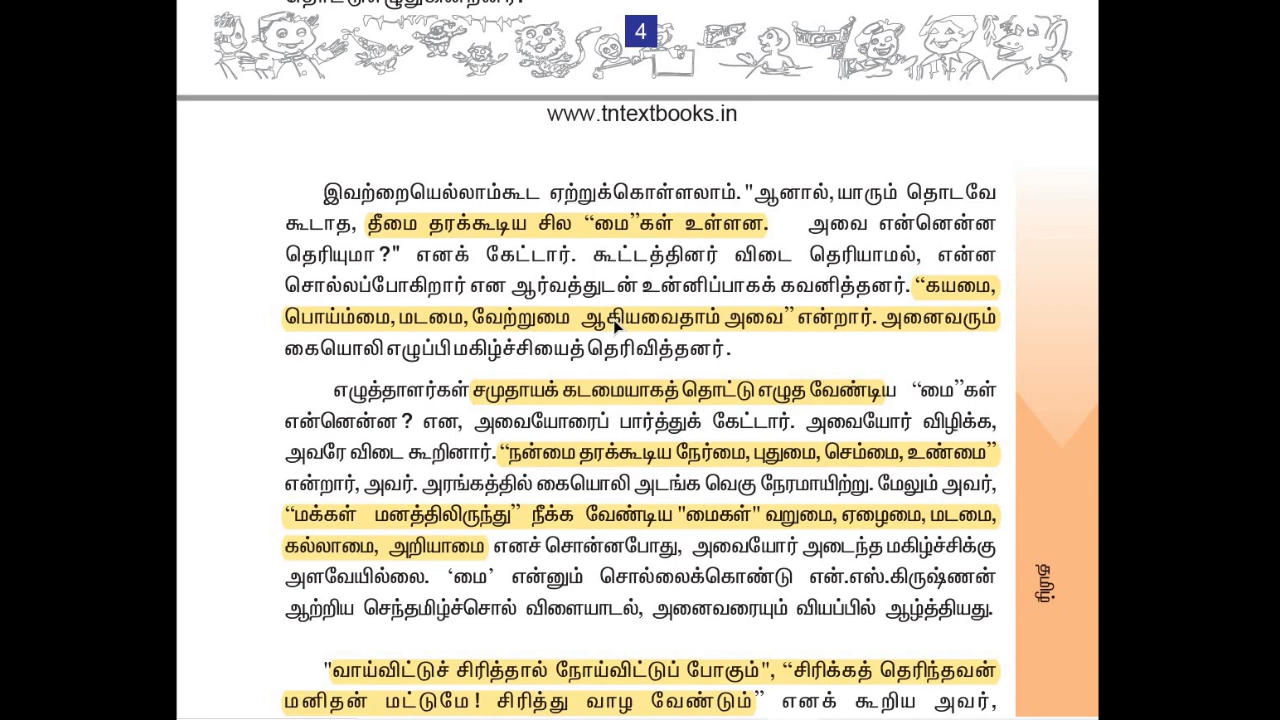 தொட்டுஎழுதுகின்றனர்.
4
www.tntextbooks.in
இவற்றையெல்லாம்கூட ஏற்றுக்கொள்ளலாம். "ஆனால், யாரும் தொடவே
கூடாத, தீமை தரக்கூடிய சில “மை”கள் உள்ளன. அவை என்னென்ன
தெரியுமா ?" எனக் கேட்டார். கூட்டத்தினர் விடை தெரியாமல், என்ன
சொல்லப்போகிறார் என ஆர்வத்துடன் உன்னிப்பாகக் கவனித்தனர். “கயமை,
பொய்ம்மை, மடமை, வேற்றுமை ஆகியவைதாம் அவை” என்றார். அனைவரும்
கையொலி எழுப்பி மகிழ்ச்சியைத் தெரிவித்தனர்.
எழுத்தாளர்கள் சமுதாயக் கடமையாகத் தொட்டு எழுத வேண்டிய “மை”கள்
என்னென்ன ? என, அவையோரைப் பார்த்துக் கேட்டார். அவையோர் விழிக்க,
அவரே விடை கூறினார். “நன்மை தரக்கூடிய நேர்மை, புதுமை, செம்மை, உண்மை”
என்றார், அவர். அரங்கத்தில் கையொலி அடங்க வெகு நேரமாயிற்று. மேலும் அவர்,
“மக்கள் மனத்திலிருந்து” நீக்க வேண்டிய "மைகள்" வறுமை, ஏழைமை, மடமை,
கல்லாமை, அறியாமை எனச் சொன்னபோது, அவையோர் அடைந்த மகிழ்ச்சிக்கு
அளவேயில்லை. ‘மை’ என்னும் சொல்லைக்கொண்டு என்.எஸ்.கிருஷ்ணன்
ஆற்றிய செந்தமிழ்ச்சொல் விளையாடல், அனைவரையும் வியப்பில் ஆழ்த்தியது.
"வாய்விட்டுச் சிரித்தால் நோய்விட்டுப் போகும்", “சிரிக்கத் தெரிந்தவன்
மனிதன் மட்டுமே ! சிரித்து வாழ வேண்டும்” எனக் கூறிய அவர்,
தமிழ்